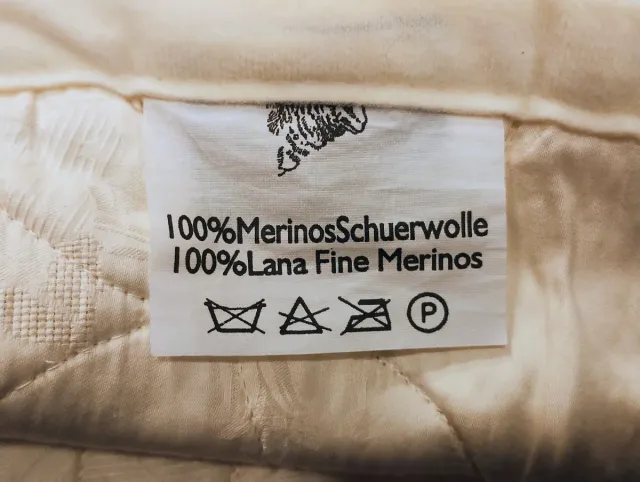 100%MerinosSchuerwolle
100%Lana Fine Merinos
P